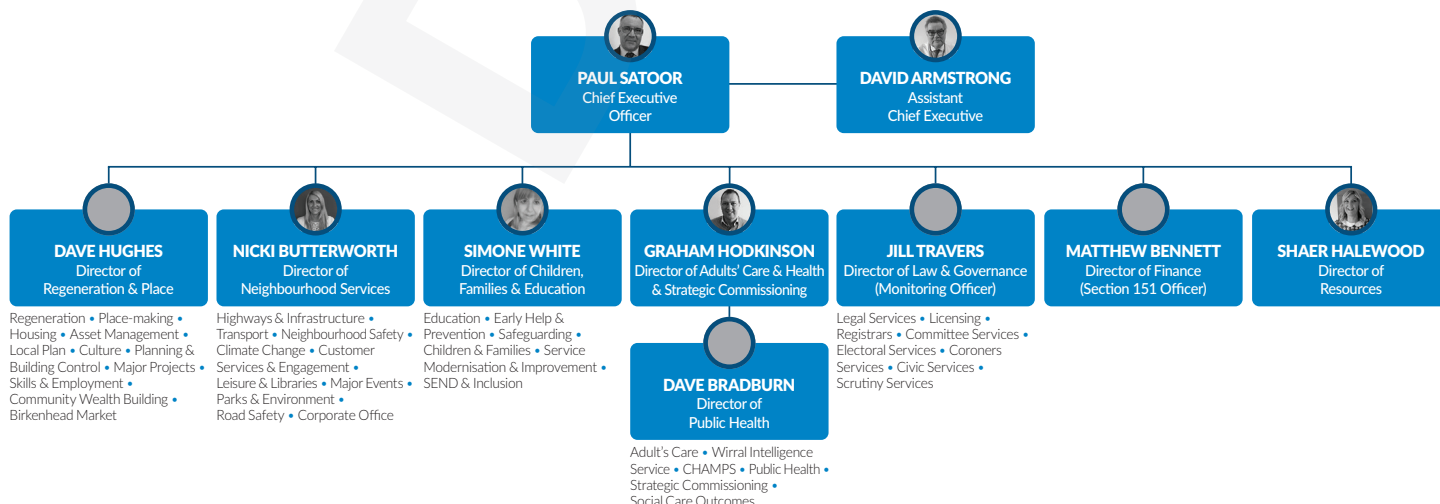 PAUL SATOOR
Chief Executive
Officer
DAVID ARMSTRONG
Assistant
Chief Executive
DAVE HUGHES
Director of
Regeneration & Place
Regeneration • Place-making •
Housing • Asset Management •
Local Plan • Culture • Planning &
Building Control • Major Projects •
Skills & Employment •
Community Wealth Building •
Birkenhead Market
NICKI BUTTERWORTH
Director of
Neighbourhood Services
Highways & Infrastructure •
Transport • Neighbourhood Safety •
Climate Change • Customer
Services & Engagement •
Leisure & Libraries • Major Events •
Parks & Environment •
Road Safety • Corporate Office
SIMONE WHITE
Director of Children,
Families & Education
Education • Early Help &
Prevention • Safeguarding •
Children & Families • Service
Modernisation & Improvement •
SEND & Inclusion
GRAHAM HODKINSON
Director of Adults' Care & Health
& Strategic Commissioning
DAVE BRADBURN
Director of
Public Health
Adult's Care • Wirral Intelligence
Service • CHAMPS • Public Health •
Strategic Commissioning •
Social Care Outcomes
JILL TRAVERS
Director of Law & Governance
(Monitoring Officer)
Legal Services • Licensing •
Registrars • Committee Services •
Electoral Services • Coroners
Services • Civic Services •
Scrutiny Services
MATTHEW BENNETT
Director of Finance
(Section 151 Officer)
SHAER HALEWOOD
Director of
Resources